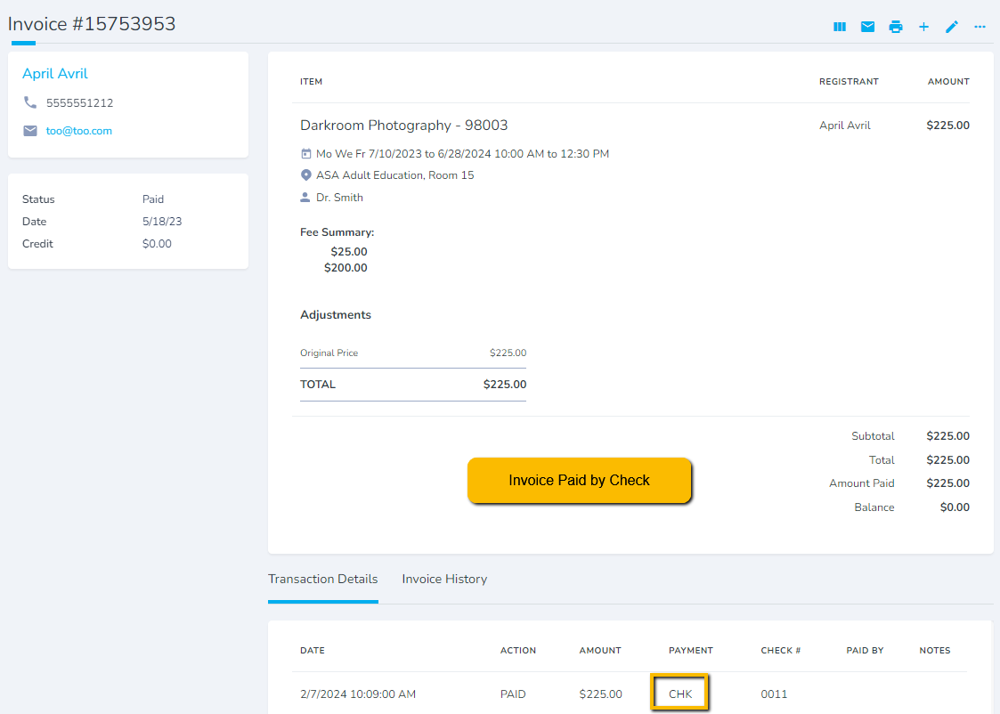 Invoice #15753953
April Avril
5555551212
too@too.com
Status Paid
Date 5/18/23
Credit $0.00
ITEM REGISTRANT AMOUNT
Darkroom Photography - 98003 April Avril $225.00
Mo We Fr 7/10/2023 to 6/28/2024 10:00 AM to 12:30 PM
ASA Adult Education, Room 15
Dr. Smith
Fee Summary:
$25.00
$200.00
Adjustments
Original Price $225.00
TOTAL $225.00
Subtotal $225.00
Total $225.00
Amount Paid $225.00
Balance $0.00
Invoice Paid by Check
Transaction Details Invoice History
DATE ACTION AMOUNT PAYMENT CHECK # PAID BY NOTES
2/7/2024 10:09:00 AM PAID $225.00 CHK 0011